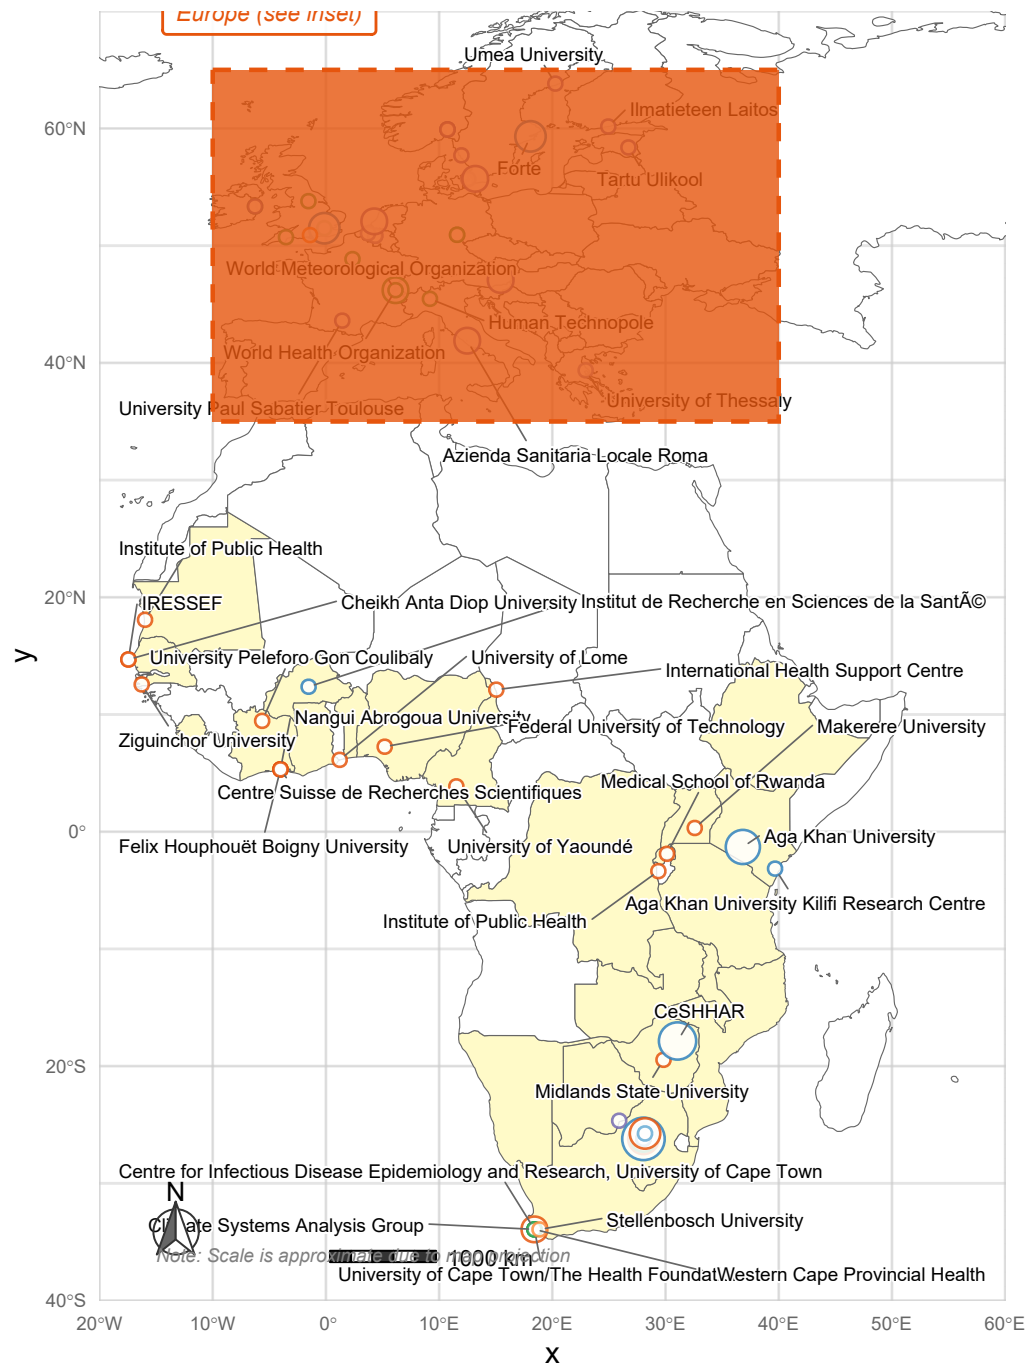 Europe (see inset)
Umea University
Ilmatieteen Laitos
60°N
Forte
Tartu Ulikool
World Meteorological Organization
Human Technopole
World Health Organization
40°N
University of Thessaly
University Paul Sabatier Toulouse
Azienda Sanitaria Locale Roma
Institute of Public Health
20°N
IRESSEF
Cheikh Anta Diop University
Institut de Recherche en Sciences de la SantÃ©
University Peleforo Gon Coulibaly
University of Lome
International Health Support Centre
Nangui Abrogoua University
Federal University of Technology
Makerere University
Ziguinchor University
Medical School of Rwanda
Centre Suisse de Recherches Scientifiques
0°
Aga Khan University
Felix Houphouët Boigny University
University of Yaoundé
Aga Khan University Kilifi Research Centre
Institute of Public Health
CeSHHAR
20°S
Midlands State University
Centre for Infectious Disease Epidemiology and Research, University of Cape Town
N
Climate Systems Analysis Group
Stellenbosch University
Note: Scale is approximate due to map projection
1000 km
University of Cape Town/The Health Foundat
Western Cape Provincial Health
40°S
20°W
10°W
0°
10°E
20°E
30°E
40°E
50°E
60°E
x
y